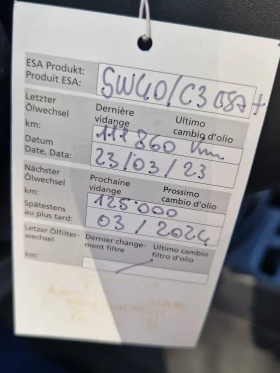 ESA Produkt:
Produit ESA: SW40/C3
Letzter Dernière Ultimo
Ölwechsel vidange cambio d'olio
km: 111'860 km
Datum
Date, Data: 23/03/23
Nächster Prochaine Prossimo
Ölwechsel vidange cambio d'olio
km: 125'000
Spätestens
au plus tard: 03/2024
Letzer Ölfilter- Dernier change- Ultimo cambio
wechsel ment filtre filtro d'olio
km: